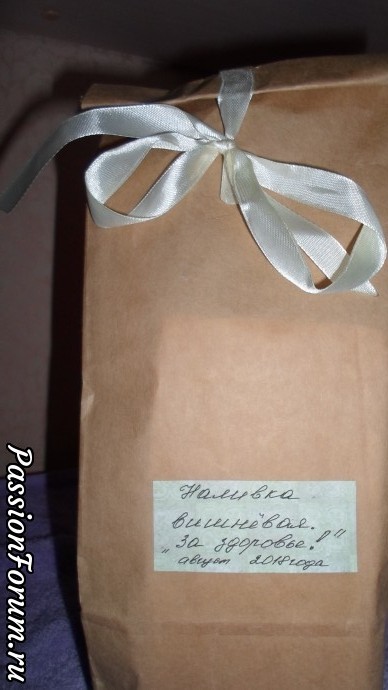 Наливка
вишнёвая.
„За здоровье!"
август 2018 года
PassionForum.ru